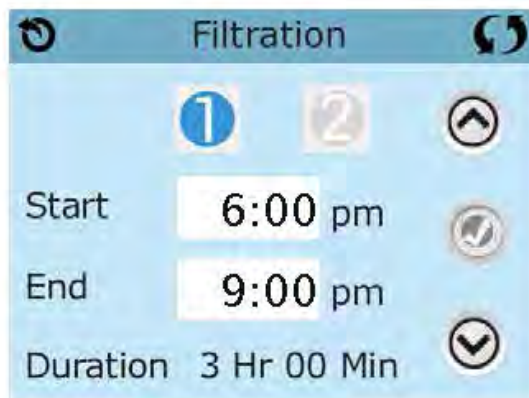 Filtration
1 2
Start 6:00 pm
End 9:00 pm
Duration 3 Hr 00 Min